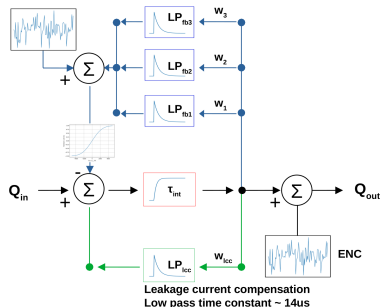 LPfb3
w3
Σ
+
LPfb2
w2
LPfb1
w1
-
Qin
+
Σ
τint
+
Σ
Qout
LPlcc
wlcc
ENC
Leakage current compensation
Low pass time constant ~ 14us